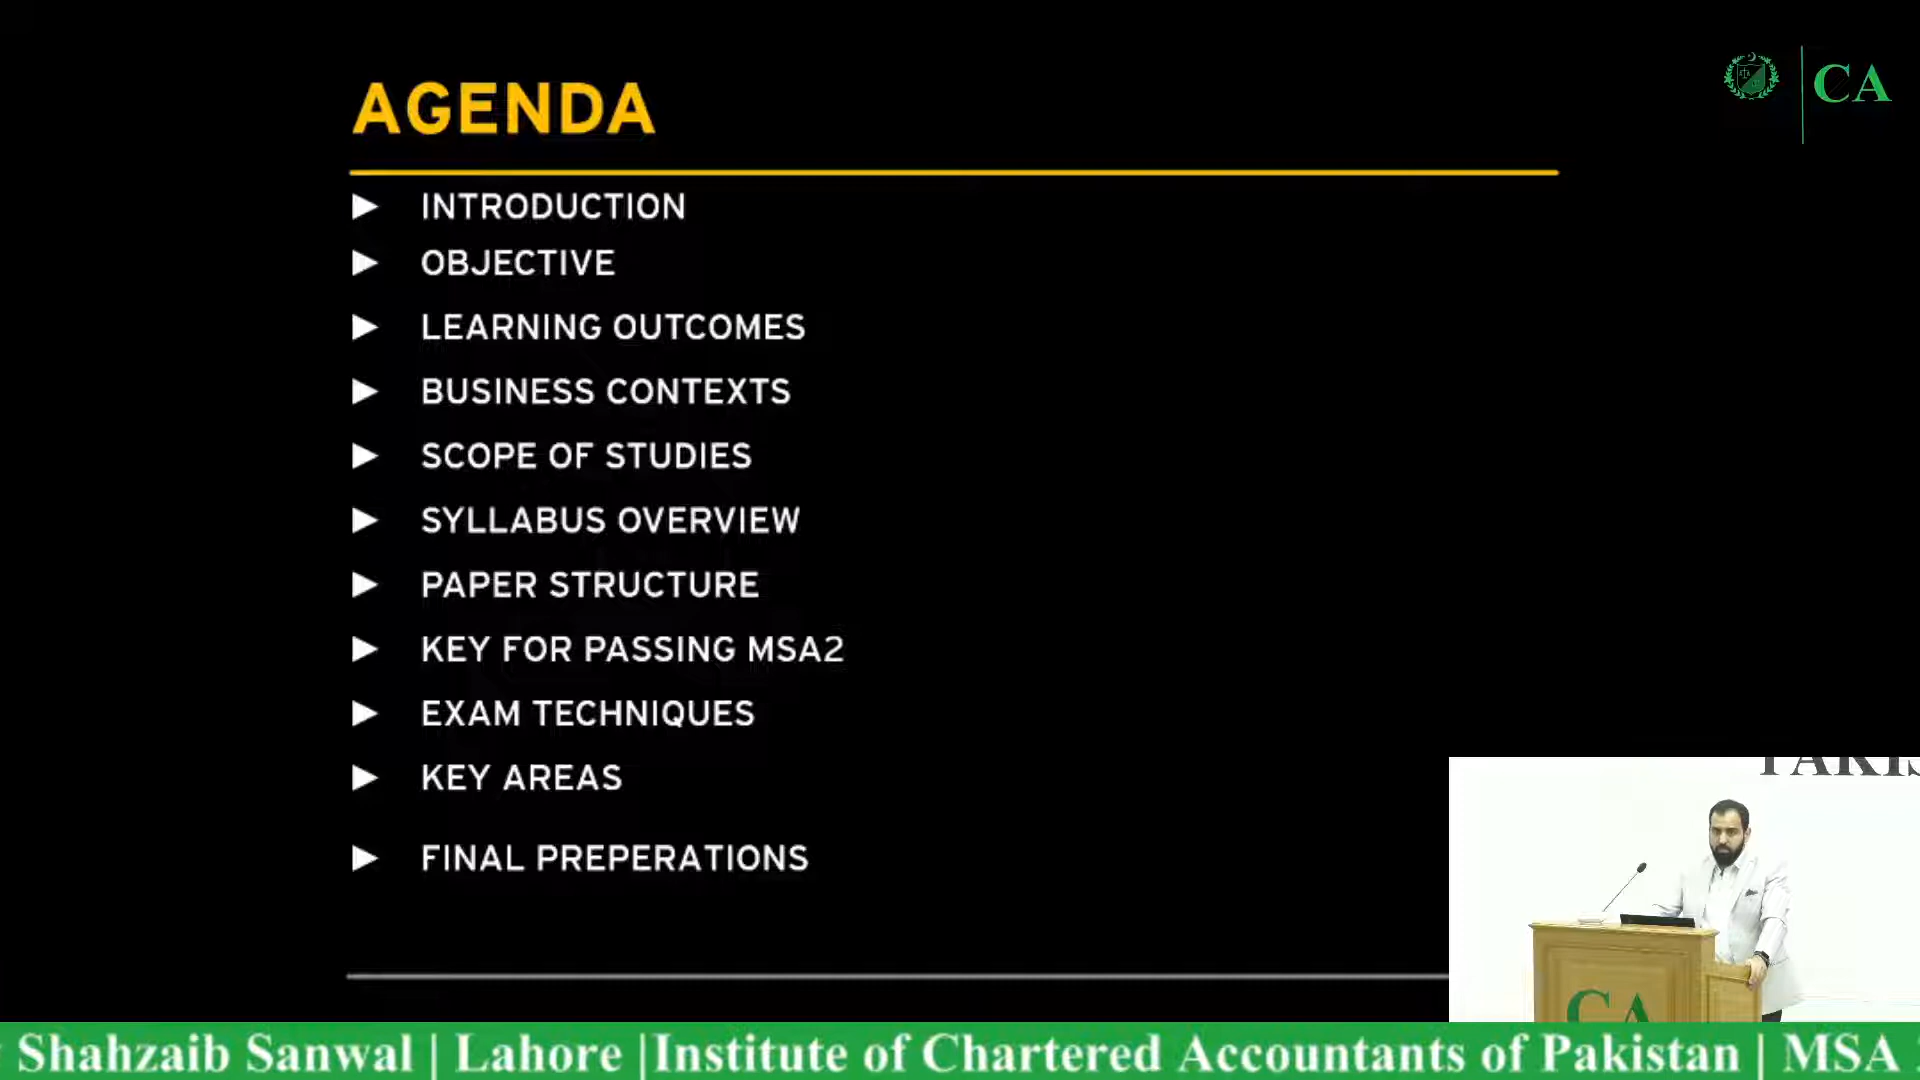 CA
AGENDA
INTRODUCTION
OBJECTIVE
LEARNING OUTCOMES
BUSINESS CONTEXTS
SCOPE OF STUDIES
SYLLABUS OVERVIEW
PAPER STRUCTURE
KEY FOR PASSING MSA2
EXAM TECHNIQUES
KEY AREAS
FINAL PREPERATIONS
CA
Shahzaib Sanwal | Lahore |Institute of Chartered Accountants of Pakistan | MSA